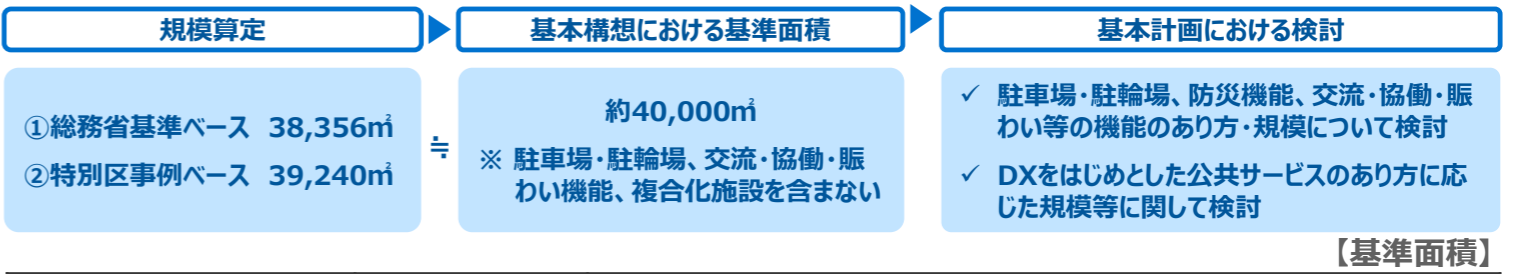 規模算定
基本構想における基準面積
基本計画における検討
①総務省基準ベース 38,356㎡
②特別区事例ベース 39,240㎡
≒
約40,000㎡
※ 駐車場・駐輪場、交流・協働・賑
わい機能、複合化施設を含まない
✓ 駐車場・駐輪場、防災機能、交流・協働・賑
わい等の機能のあり方・規模について検討
✓ DXをはじめとした公共サービスのあり方に応
じた規模等に関して検討
【基準面積】